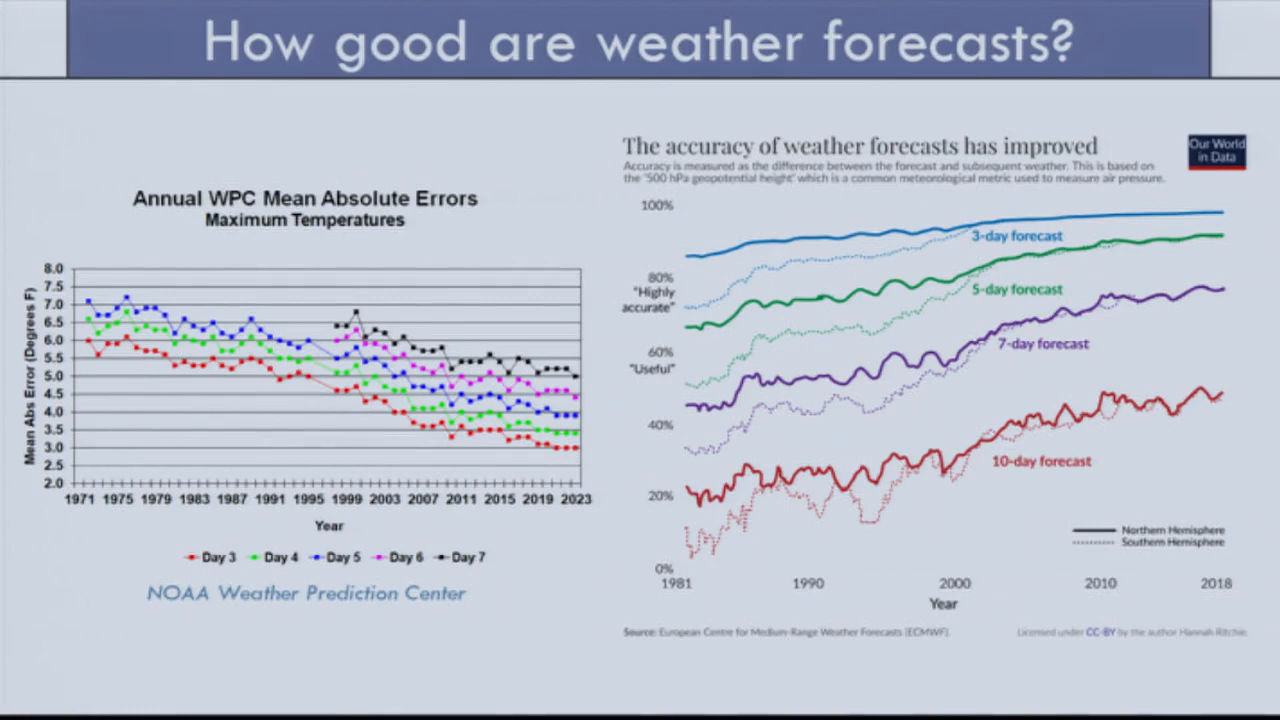 How good are weather forecasts?
Annual WPC Mean Absolute Errors
Maximum Temperatures
Mean Abs Error (Degrees F)
8.0
7.5
7.0
6.5
6.0
5.5
5.0
4.5
4.0
3.5
3.0
2.5
2.0
1971 1975 1979 1983 1987 1991 1995 1999 2003 2007 2011 2015 2019 2023
Year
Day 3 Day 4 Day 5 Day 6 Day 7
NOAA Weather Prediction Center
The accuracy of weather forecasts has improved
Our World
in Data
Accuracy is measured as the difference between the forecast and subsequent weather. This is based on
the '500 hPa geopotential height' which is a common meteorological metric used to measure air pressure.
100%
80%
"Highly
accurate"
60%
"Useful"
40%
20%
0%
3-day forecast
5-day forecast
7-day forecast
10-day forecast
Northern Hemisphere
Southern Hemisphere
1981 1990 2000 2010 2018
Year
Source: European Centre for Medium-Range Weather Forecasts (ECMWF).
Licensed under CC-BY by the author Hannah Ritchie.